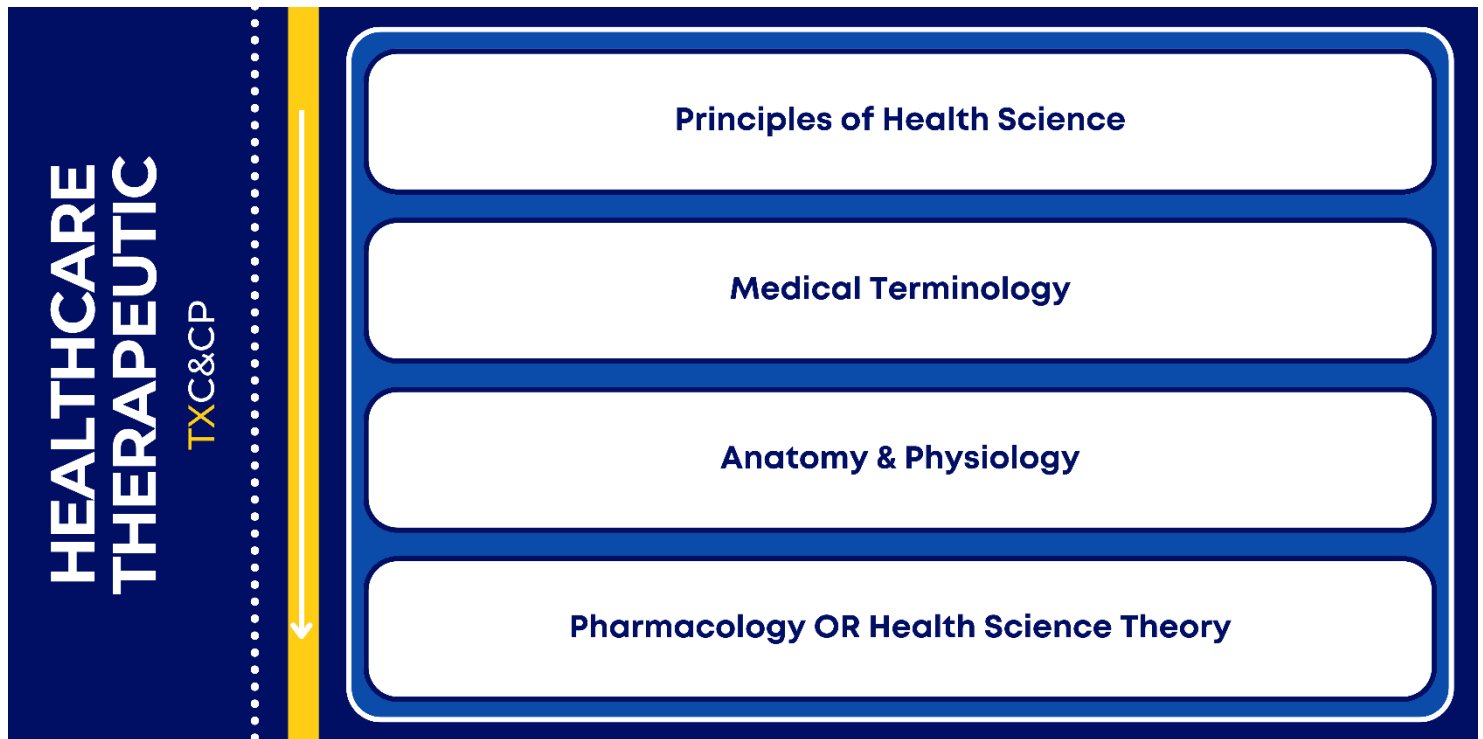 HEALTHCARE
THERAPEUTIC
TXC&CP
Principles of Health Science
Medical Terminology
Anatomy & Physiology
Pharmacology OR Health Science Theory